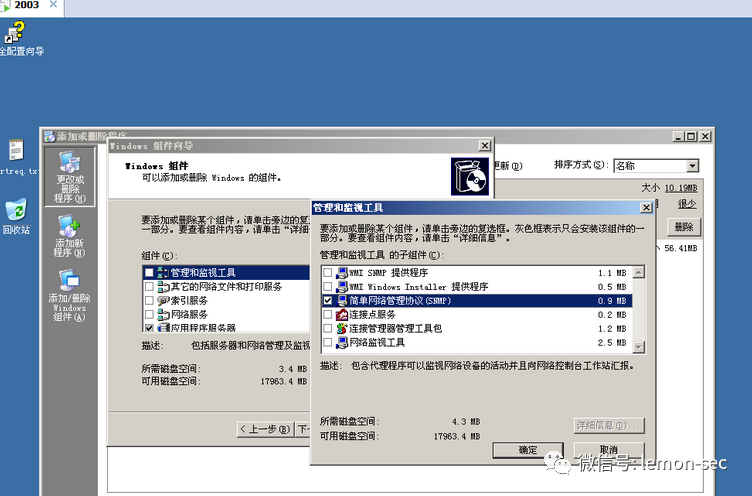 2003
全配置向导
rtreq.tx
回收站
添加或删除程序
更改或
删除
程序(H)
添加新
程序(N)
添加/删除
Windows
组件(A)
更新(D)
排序方式(S):
名称
大小 10.19MB
很少
删除
56.41MB
Windows 组件向导
Windows 组件
可以添加或删除 Windows 的组件。
要添加或删除某个组件，请单击旁边的复
一部分。要查看组件内容，请单击“详细
组件(C):
管理和监视工具
其它的网络文件和打印服务
索引服务
网络服务
应用程序服务器
描述: 包括服务器和网络管理及监视
所需磁盘空间: 3.4 MB
可用磁盘空间: 17963.4 MB
< 上一步(B)
下一
管理和监视工具
要添加或删除某个组件，请单击旁边的复选框。灰色框表示只会安装该组件的一
部分。要查看组件内容，请单击“详细信息”。
管理和监视工具 的子组件(C):
WMI SNMP 提供程序 1.1 MB
WMI Windows Installer 提供程序 0.5 MB
简单网络管理协议(SNMP) 0.9 MB
连接点服务 0.2 MB
连接管理器管理工具包 1.2 MB
网络监视工具 2.5 MB
描述: 包含代理程序可以监视网络设备的活动并且向网络控制台工作站汇报。
所需磁盘空间: 4.3 MB
可用磁盘空间: 17963.4 MB
详细信息(D)...
确定
取消
微信号: lemon-sec